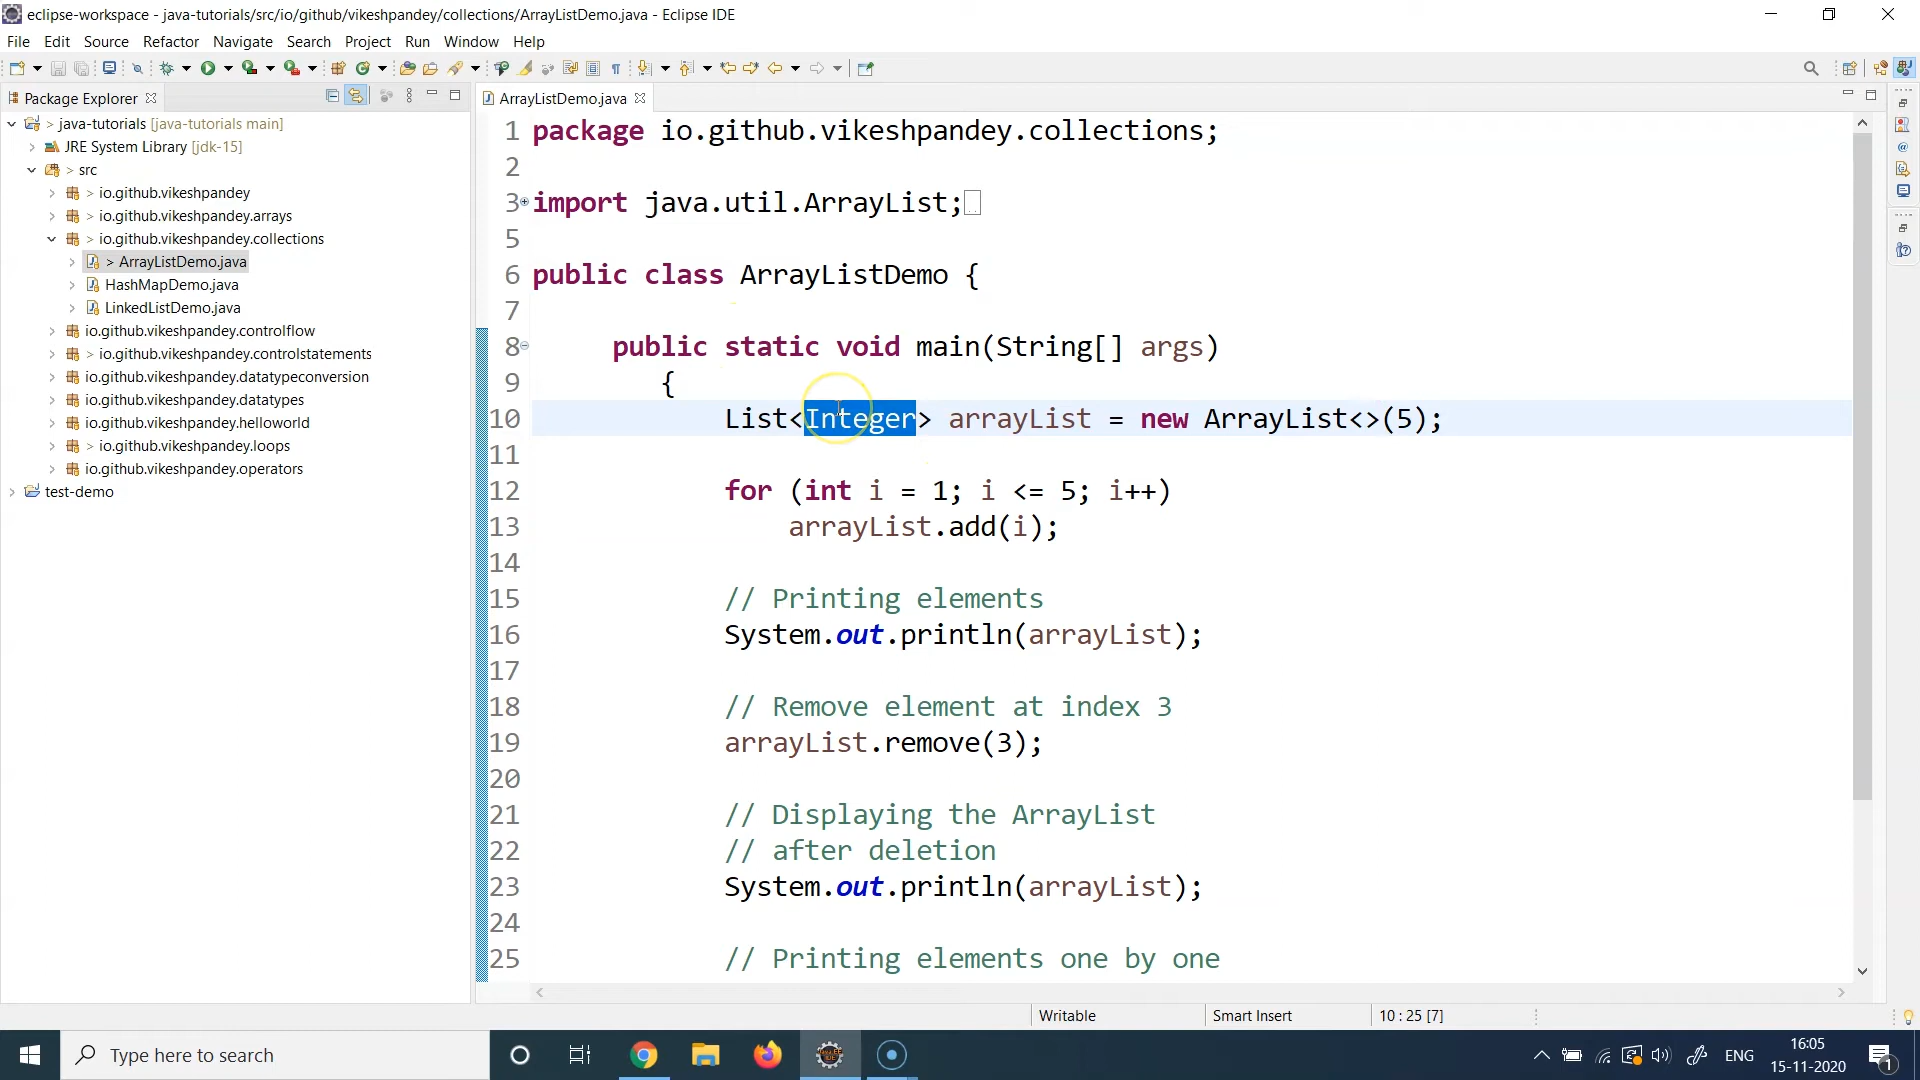 eclipse-workspace - java-tutorials/src/io/github/vikeshpandey/collections/ArrayListDemo.java - Eclipse IDE
File Edit Source Refactor Navigate Search Project Run Window Help
Package Explorer
> java-tutorials [java-tutorials main]
JRE System Library [jdk-15]
> src
> io.github.vikeshpandey
> io.github.vikeshpandey.arrays
> io.github.vikeshpandey.collections
> ArrayListDemo.java
HashMapDemo.java
LinkedListDemo.java
io.github.vikeshpandey.controlflow
> io.github.vikeshpandey.controlstatements
io.github.vikeshpandey.datatypeconversion
io.github.vikeshpandey.datatypes
io.github.vikeshpandey.helloworld
> io.github.vikeshpandey.loops
io.github.vikeshpandey.operators
test-demo
ArrayListDemo.java
1 package io.github.vikeshpandey.collections;
2
3 import java.util.ArrayList;
5
6 public class ArrayListDemo {
7
8 public static void main(String[] args)
9 {
10 List<Integer> arrayList = new ArrayList<>(5);
11
12 for (int i = 1; i <= 5; i++)
13 arrayList.add(i);
14
15 // Printing elements
16 System.out.println(arrayList);
17
18 // Remove element at index 3
19 arrayList.remove(3);
20
21 // Displaying the ArrayList
22 // after deletion
23 System.out.println(arrayList);
24
25 // Printing elements one by one
Writable Smart Insert 10 : 25 [7]
Type here to search
ENG
16:05
15-11-2020
1